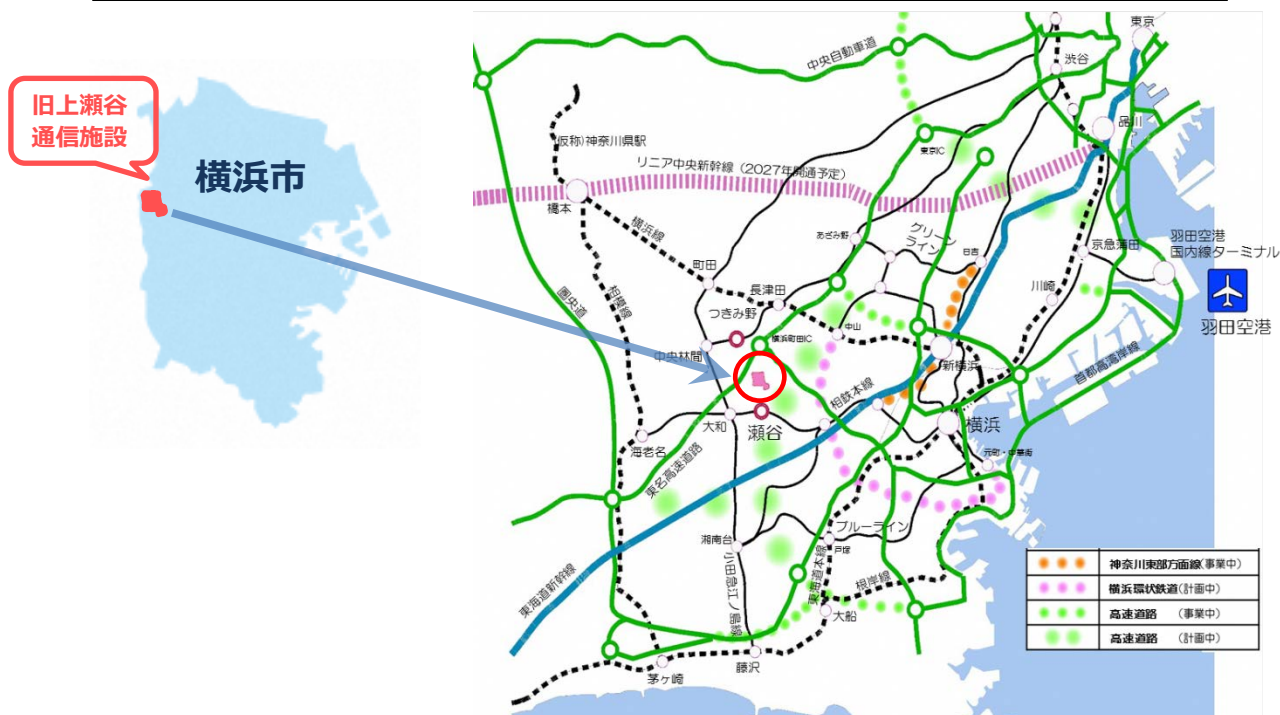 旧上瀬谷
通信施設
横浜市
東京
中央自動車道
渋谷
品川
(仮称)神奈川県駅
東京IC
リニア中央新幹線（2027年開通予定）
橋本
横浜線
あざみ野
グリーン
ライン
日吉
京急蒲田
羽田空港
国内線ターミナル
羽田空港
町田
長津田
川崎
圏央道
相模線
つきみ野
中山
横浜町田IC
中央林間
新横浜
首都高湾岸線
相鉄本線
大和
瀬谷
横浜
海老名
東名高速道路
元町・中華街
湘南台
ブルーライン
戸塚
東海道新幹線
小田急江ノ島線
東海道本線
根岸線
大船
藤沢
茅ヶ崎
神奈川東部方面線(事業中)
横浜環状鉄道(計画中)
高速道路　(事業中)
高速道路　(計画中)